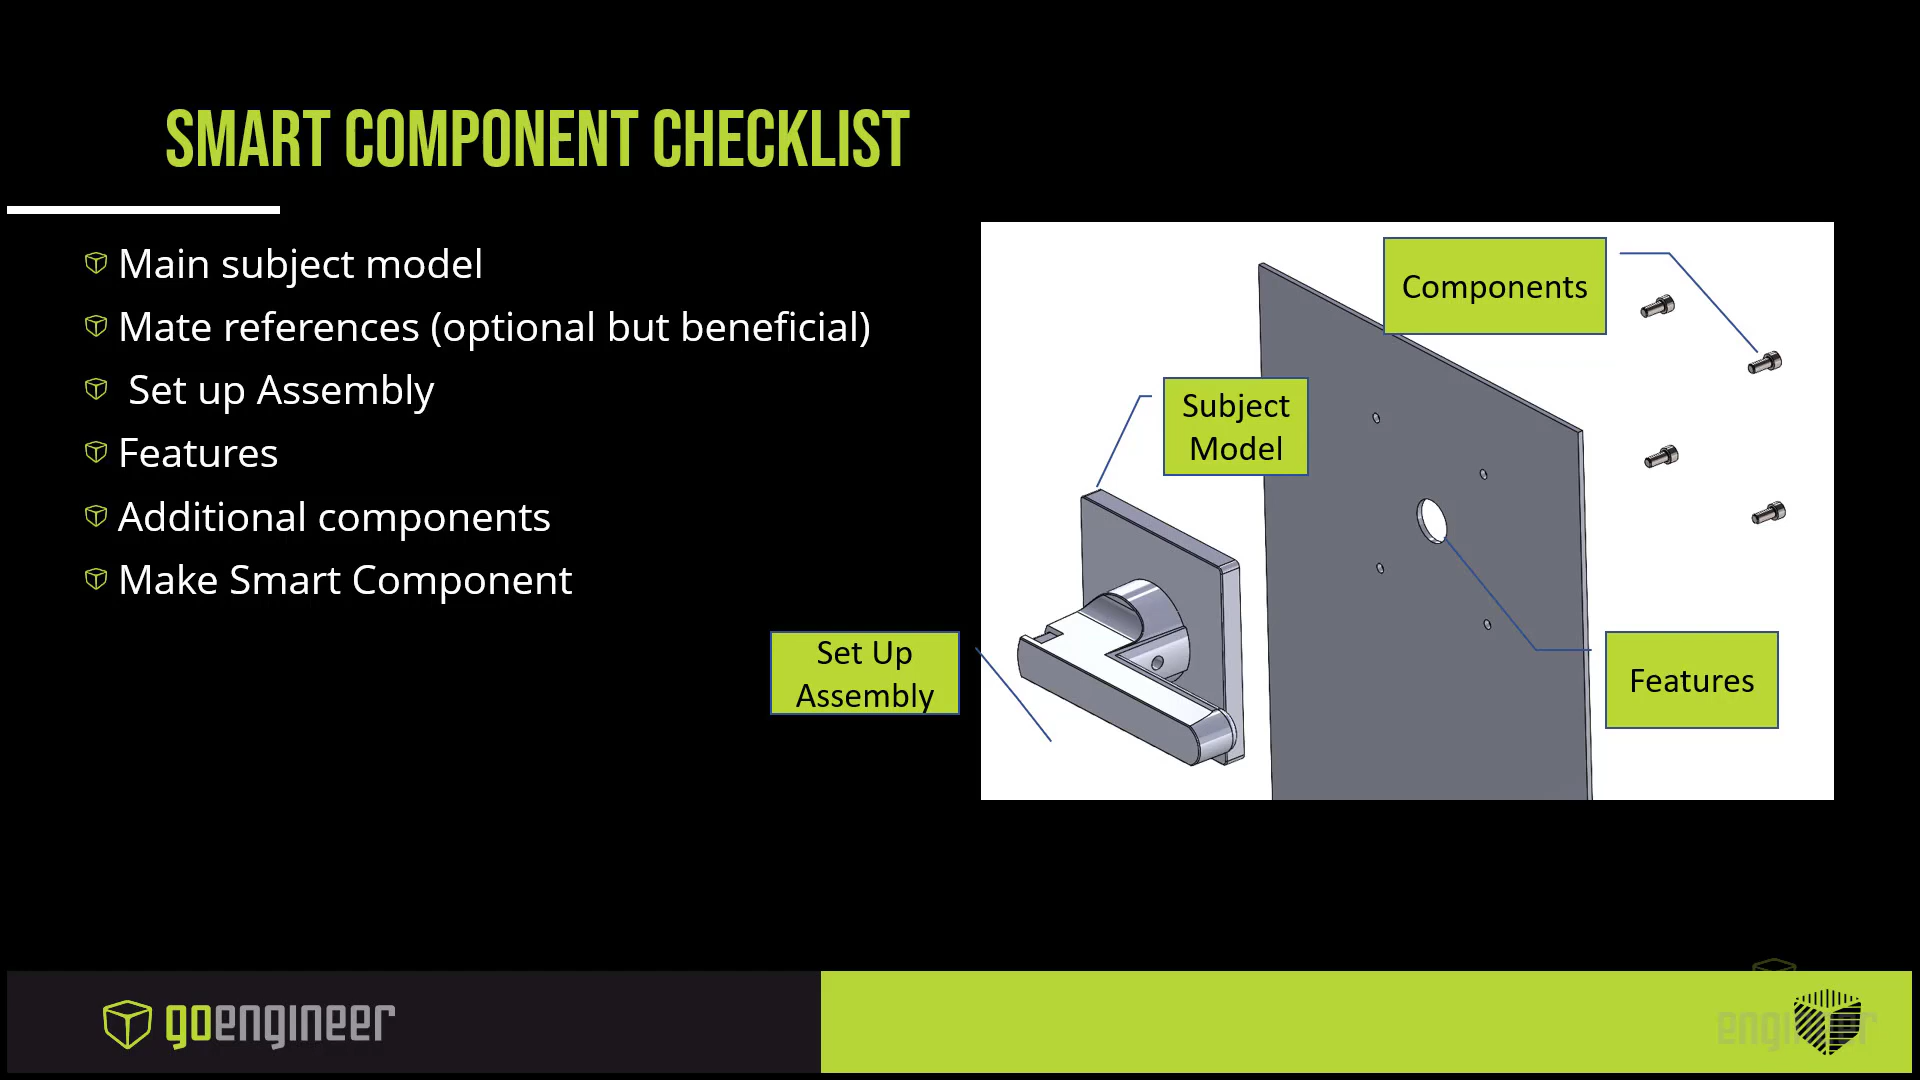 SMART COMPONENT CHECKLIST
Main subject model
Mate references (optional but beneficial)
Set up Assembly
Features
Additional components
Make Smart Component
Components
Subject
Model
Set Up
Assembly
Features
goengineer